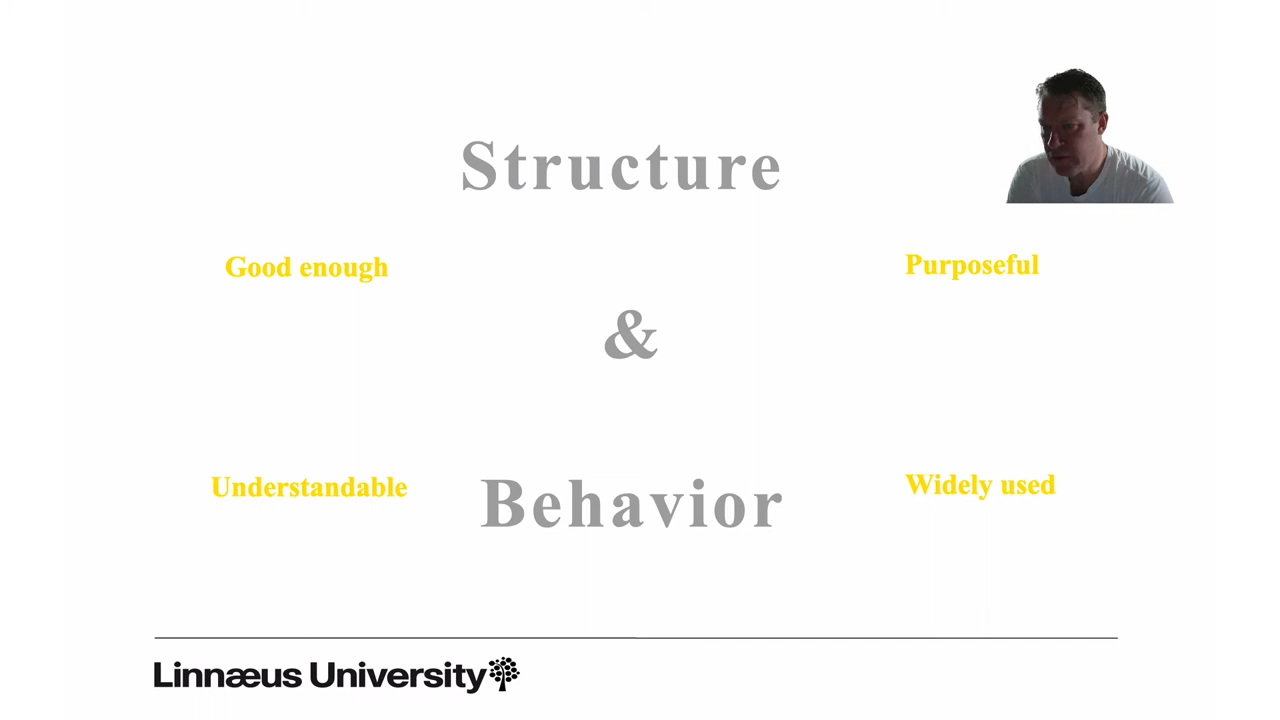 Structure
Good enough
Purposeful
&
Understandable
Behavior
Widely used
Linnæus University